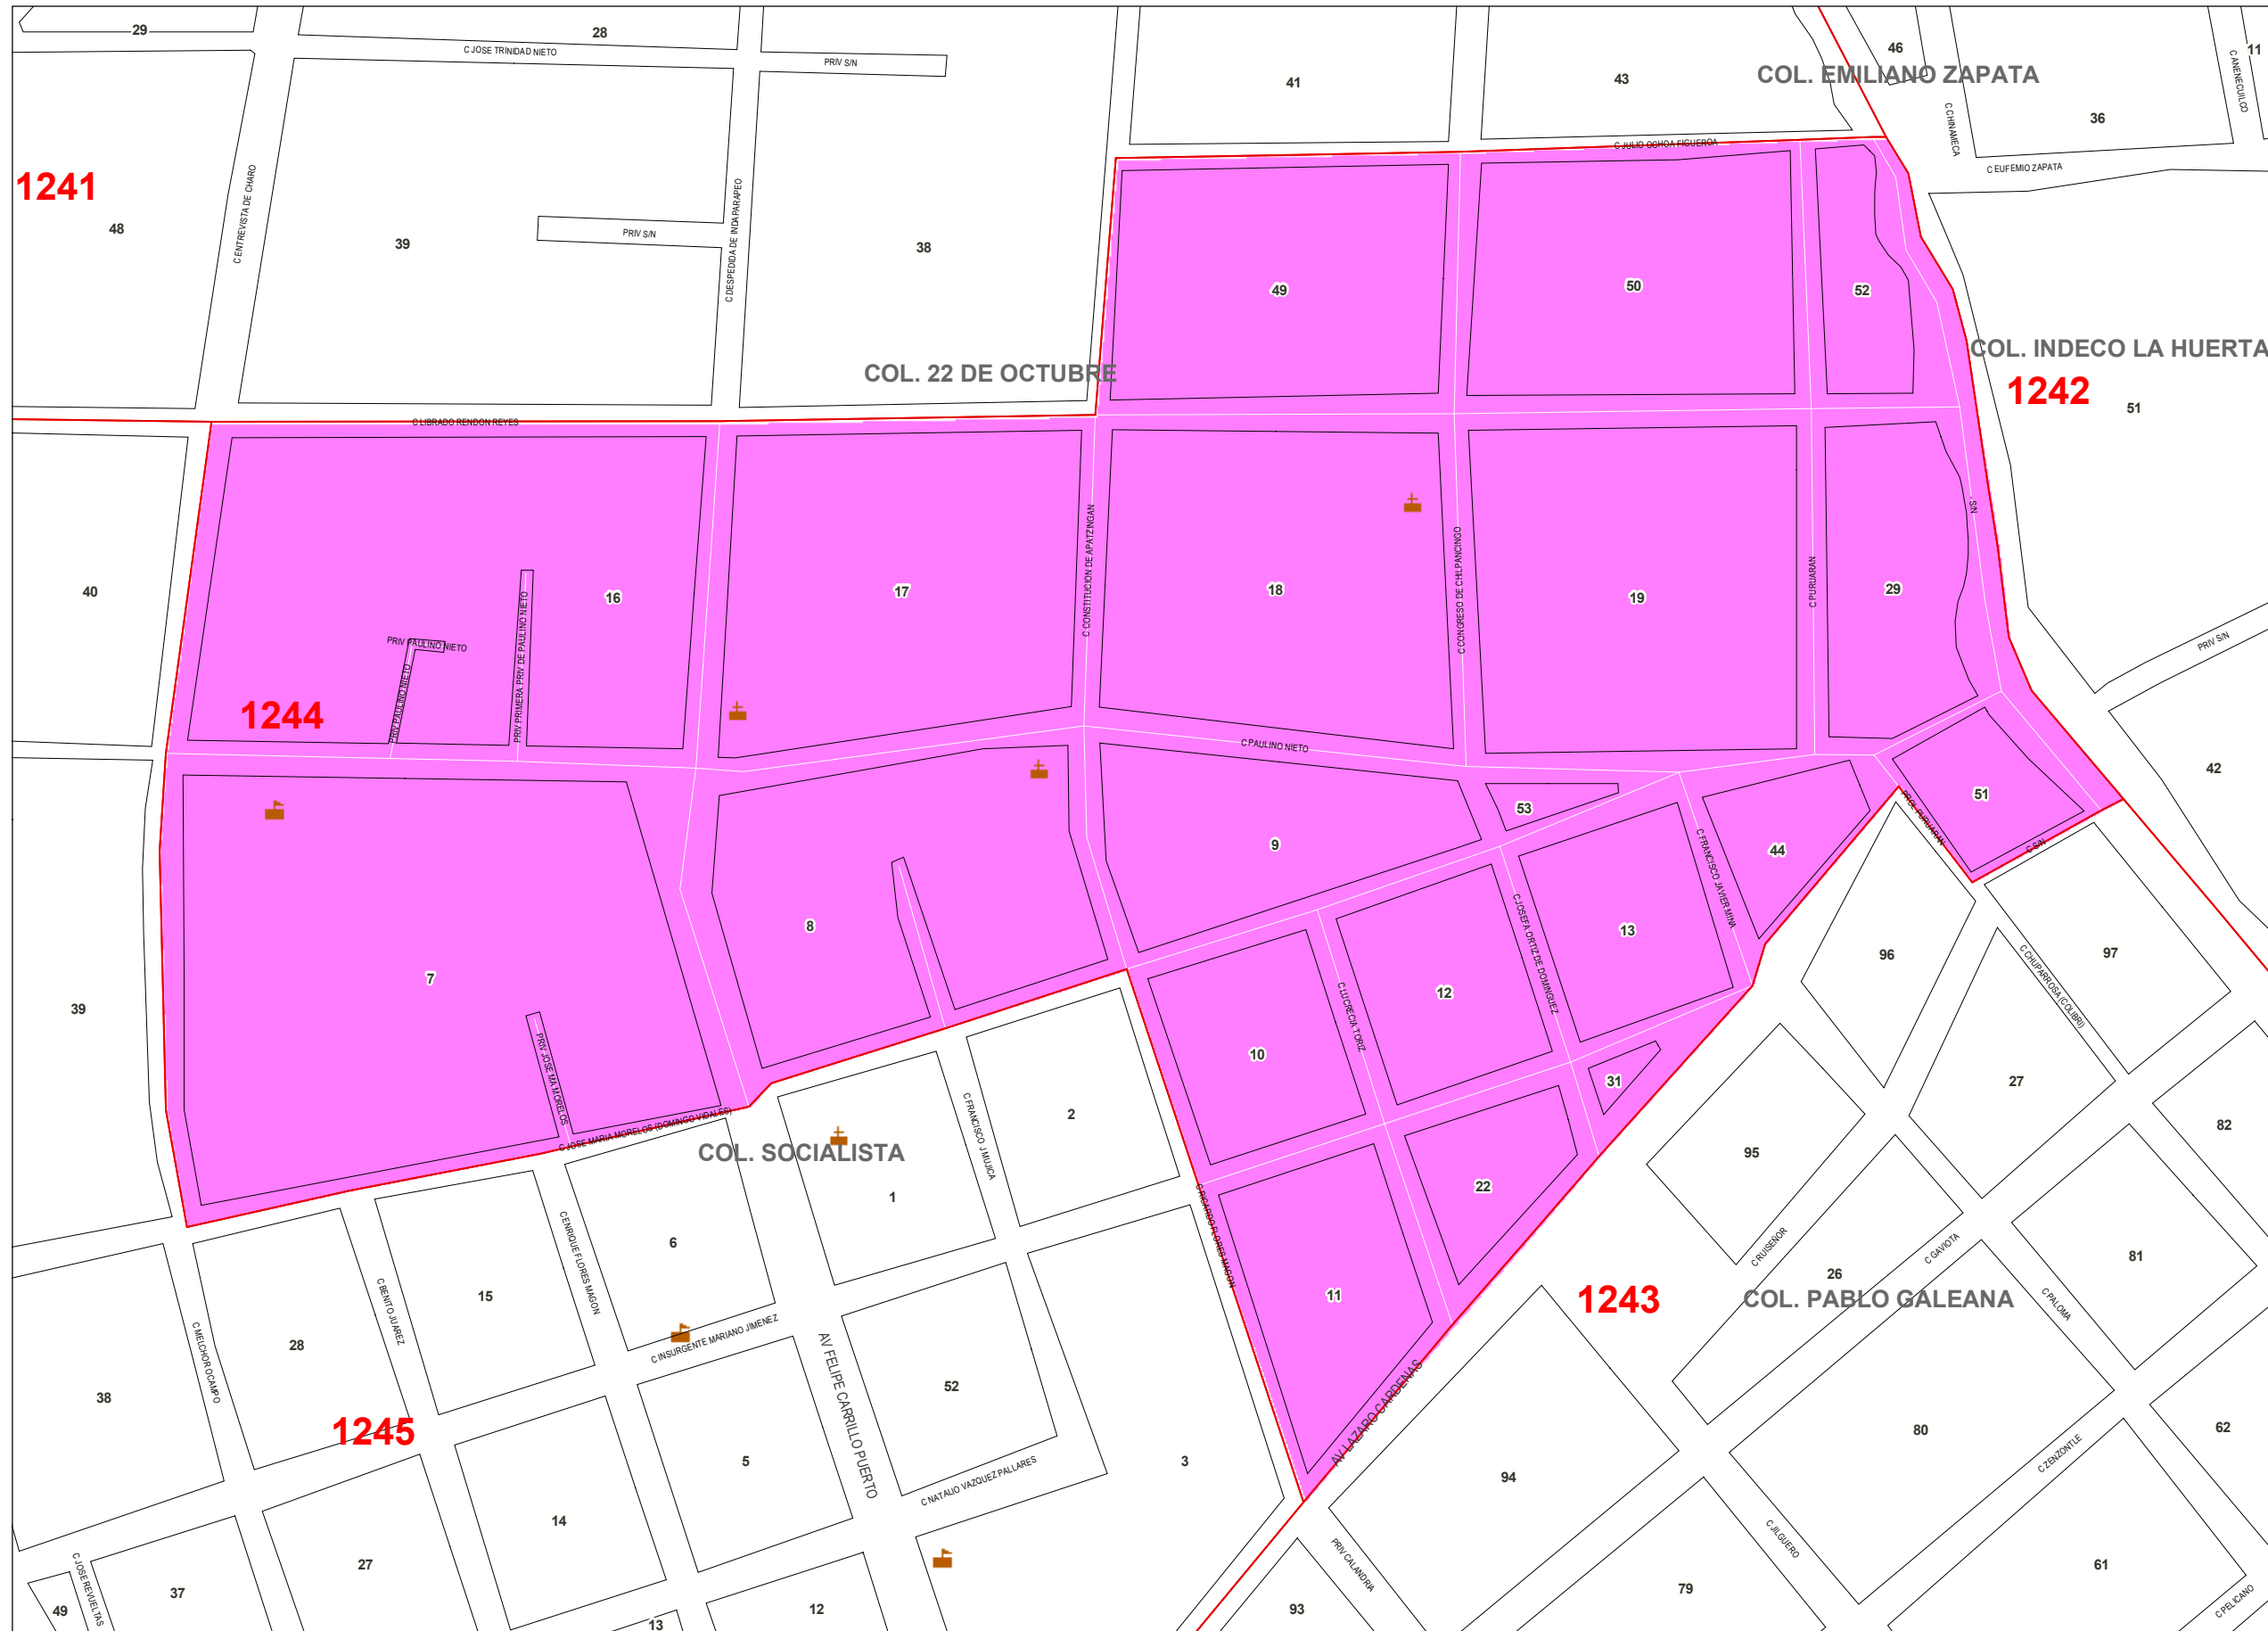 29
28
C JOSE TRINIDAD NIETO
PRIV S/N
41
43
46
11
COL. EMILIANO ZAPATA
C ANENECUILCO
C CHINAMECA
36
C JULIO OCHOA FIGUEROA
C EUFEMIO ZAPATA
1241
48
C ENTREVISTA DE CHARO
39
PRIV S/N
C DESPEDIDA DE INDAPARAPEO
38
49
50
52
COL. INDECO LA HUERTA
COL. 22 DE OCTUBRE
1242
51
C LIBRADO RENDON REYES
40
16
17
18
19
29
S/N
C CONSTITUCION DE APATZINGAN
C CONGRESO DE CHILPANCINGO
C PURUARAN
PRIV PAULINO NIETO
PRIV PAULINO NIETO
PRIV PRIMERA PRIV DE PAULINO NIETO
PRIV S/N
1244
C PAULINO NIETO
42
51
53
PROL PURUARAN
C S/N
9
44
C FRANCISCO JAVIER MINA
8
7
39
C JOSEFA ORTIZ DE DOMINGUEZ
13
12
C LUCRECIA TORIZ
10
31
96
97
C CHUPARROSA (COLIBRI)
27
82
PRIV JOSE MA MORELOS
C JOSE MARIA MORELOS (DOMINGO VIDALES)
COL. SOCIALISTA
C FRANCISCO J MUJICA
2
1
95
22
11
C RICARDO FLORES MAGON
6
C ENRIQUE FLORES MAGON
15
C BENITO JUAREZ
28
C MELCHOR OCAMPO
38
C RUISEÑOR
C GAVIOTA
81
26
1243
COL. PABLO GALEANA
C PALOMA
C INSURGENTE MARIANO JIMENEZ
AV FELIPE CARRILLO PUERTO
52
AV LAZARO CARDENAS
1245
5
3
C NATALIO VAZQUEZ PALLARES
94
80
62
C ZENZONTLE
14
27
37
49
C JOSE REVUELTAS
13
12
PRIV CALANDRIA
93
C JILGUERO
79
61
C PELICANO